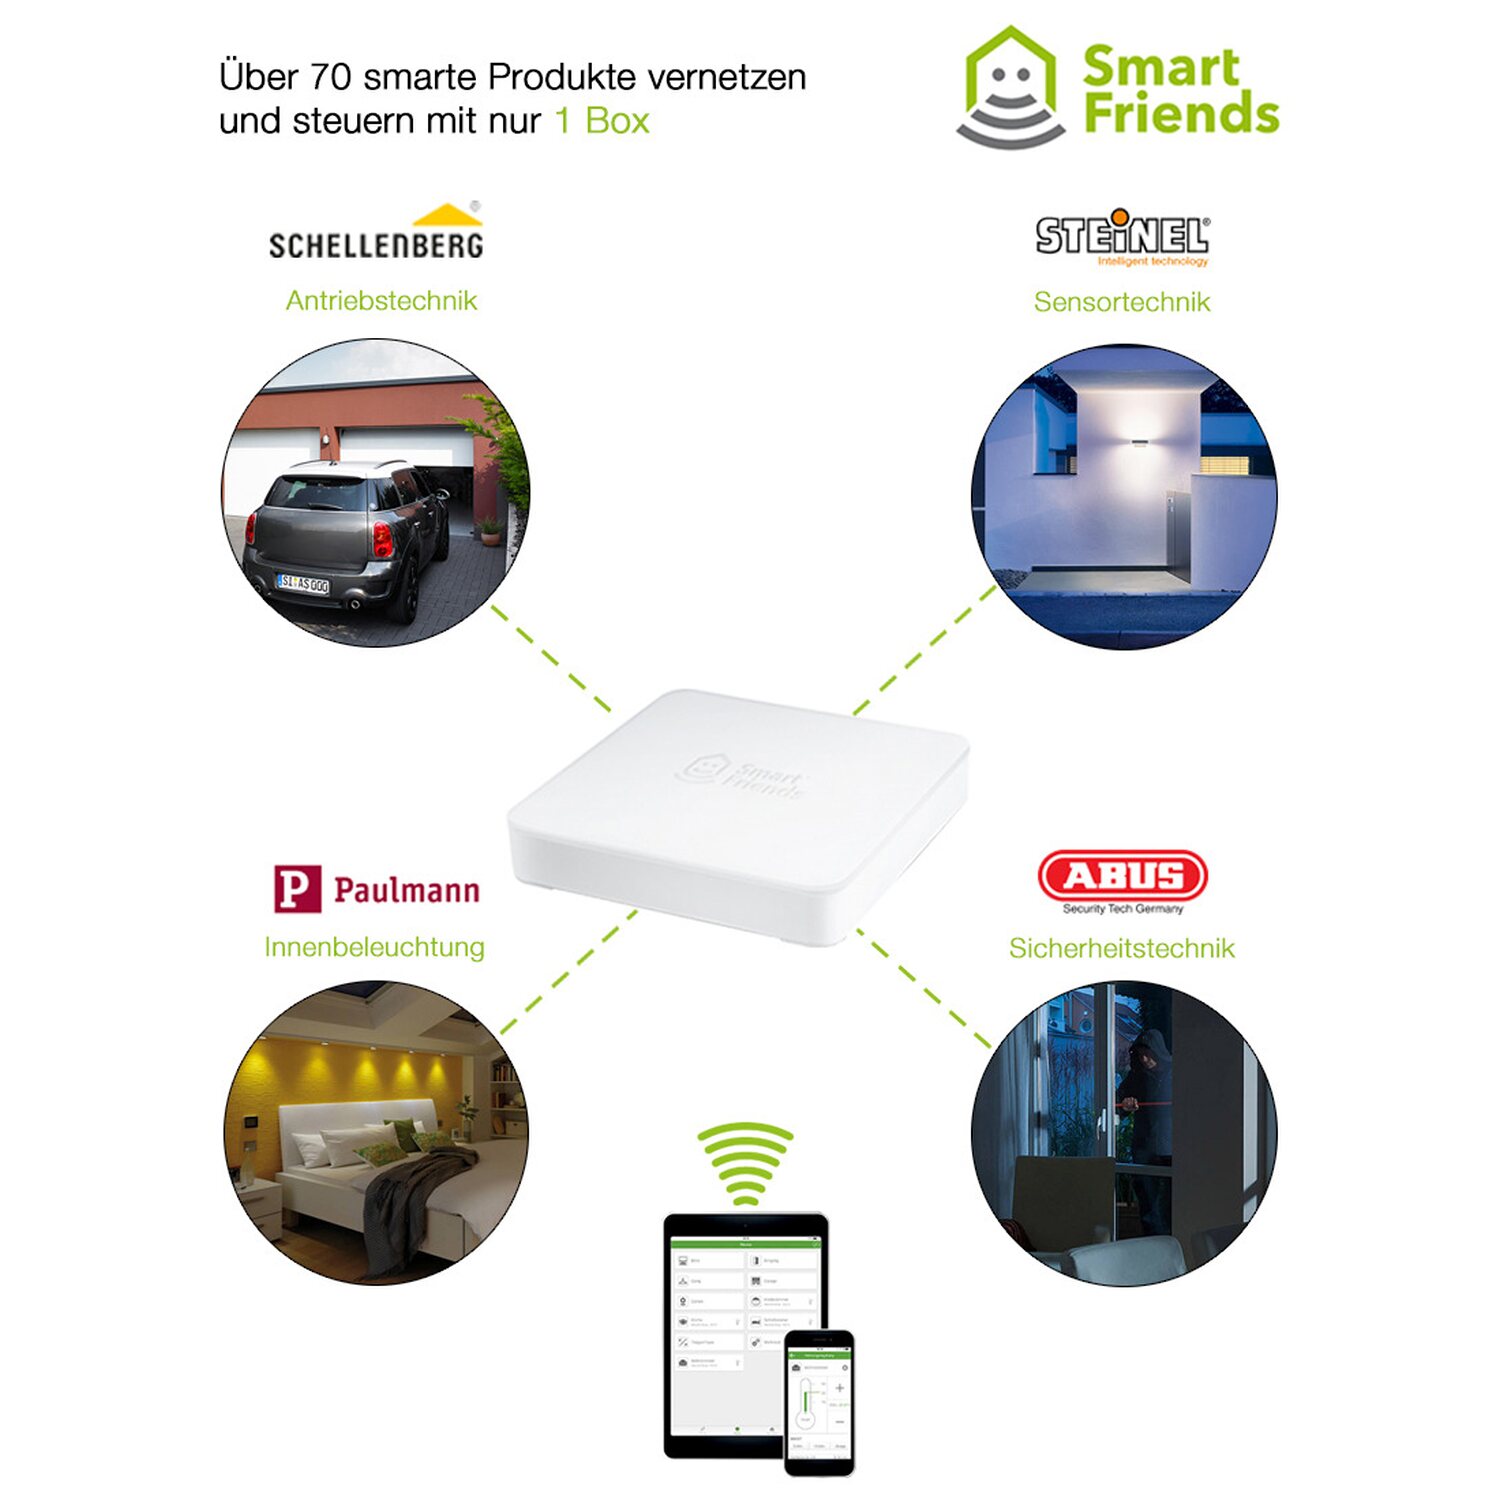 Über 70 smarte Produkte vernetzen
und steuern mit nur 1 Box
Smart
Friends
SCHELLENBERG®
Antriebstechnik
STEINEL®
Intelligent technology
Sensortechnik
SI AS 000
Smart
Friends
P Paulmann
Innenbeleuchtung
ABUS
Security Tech Germany
Sicherheitstechnik